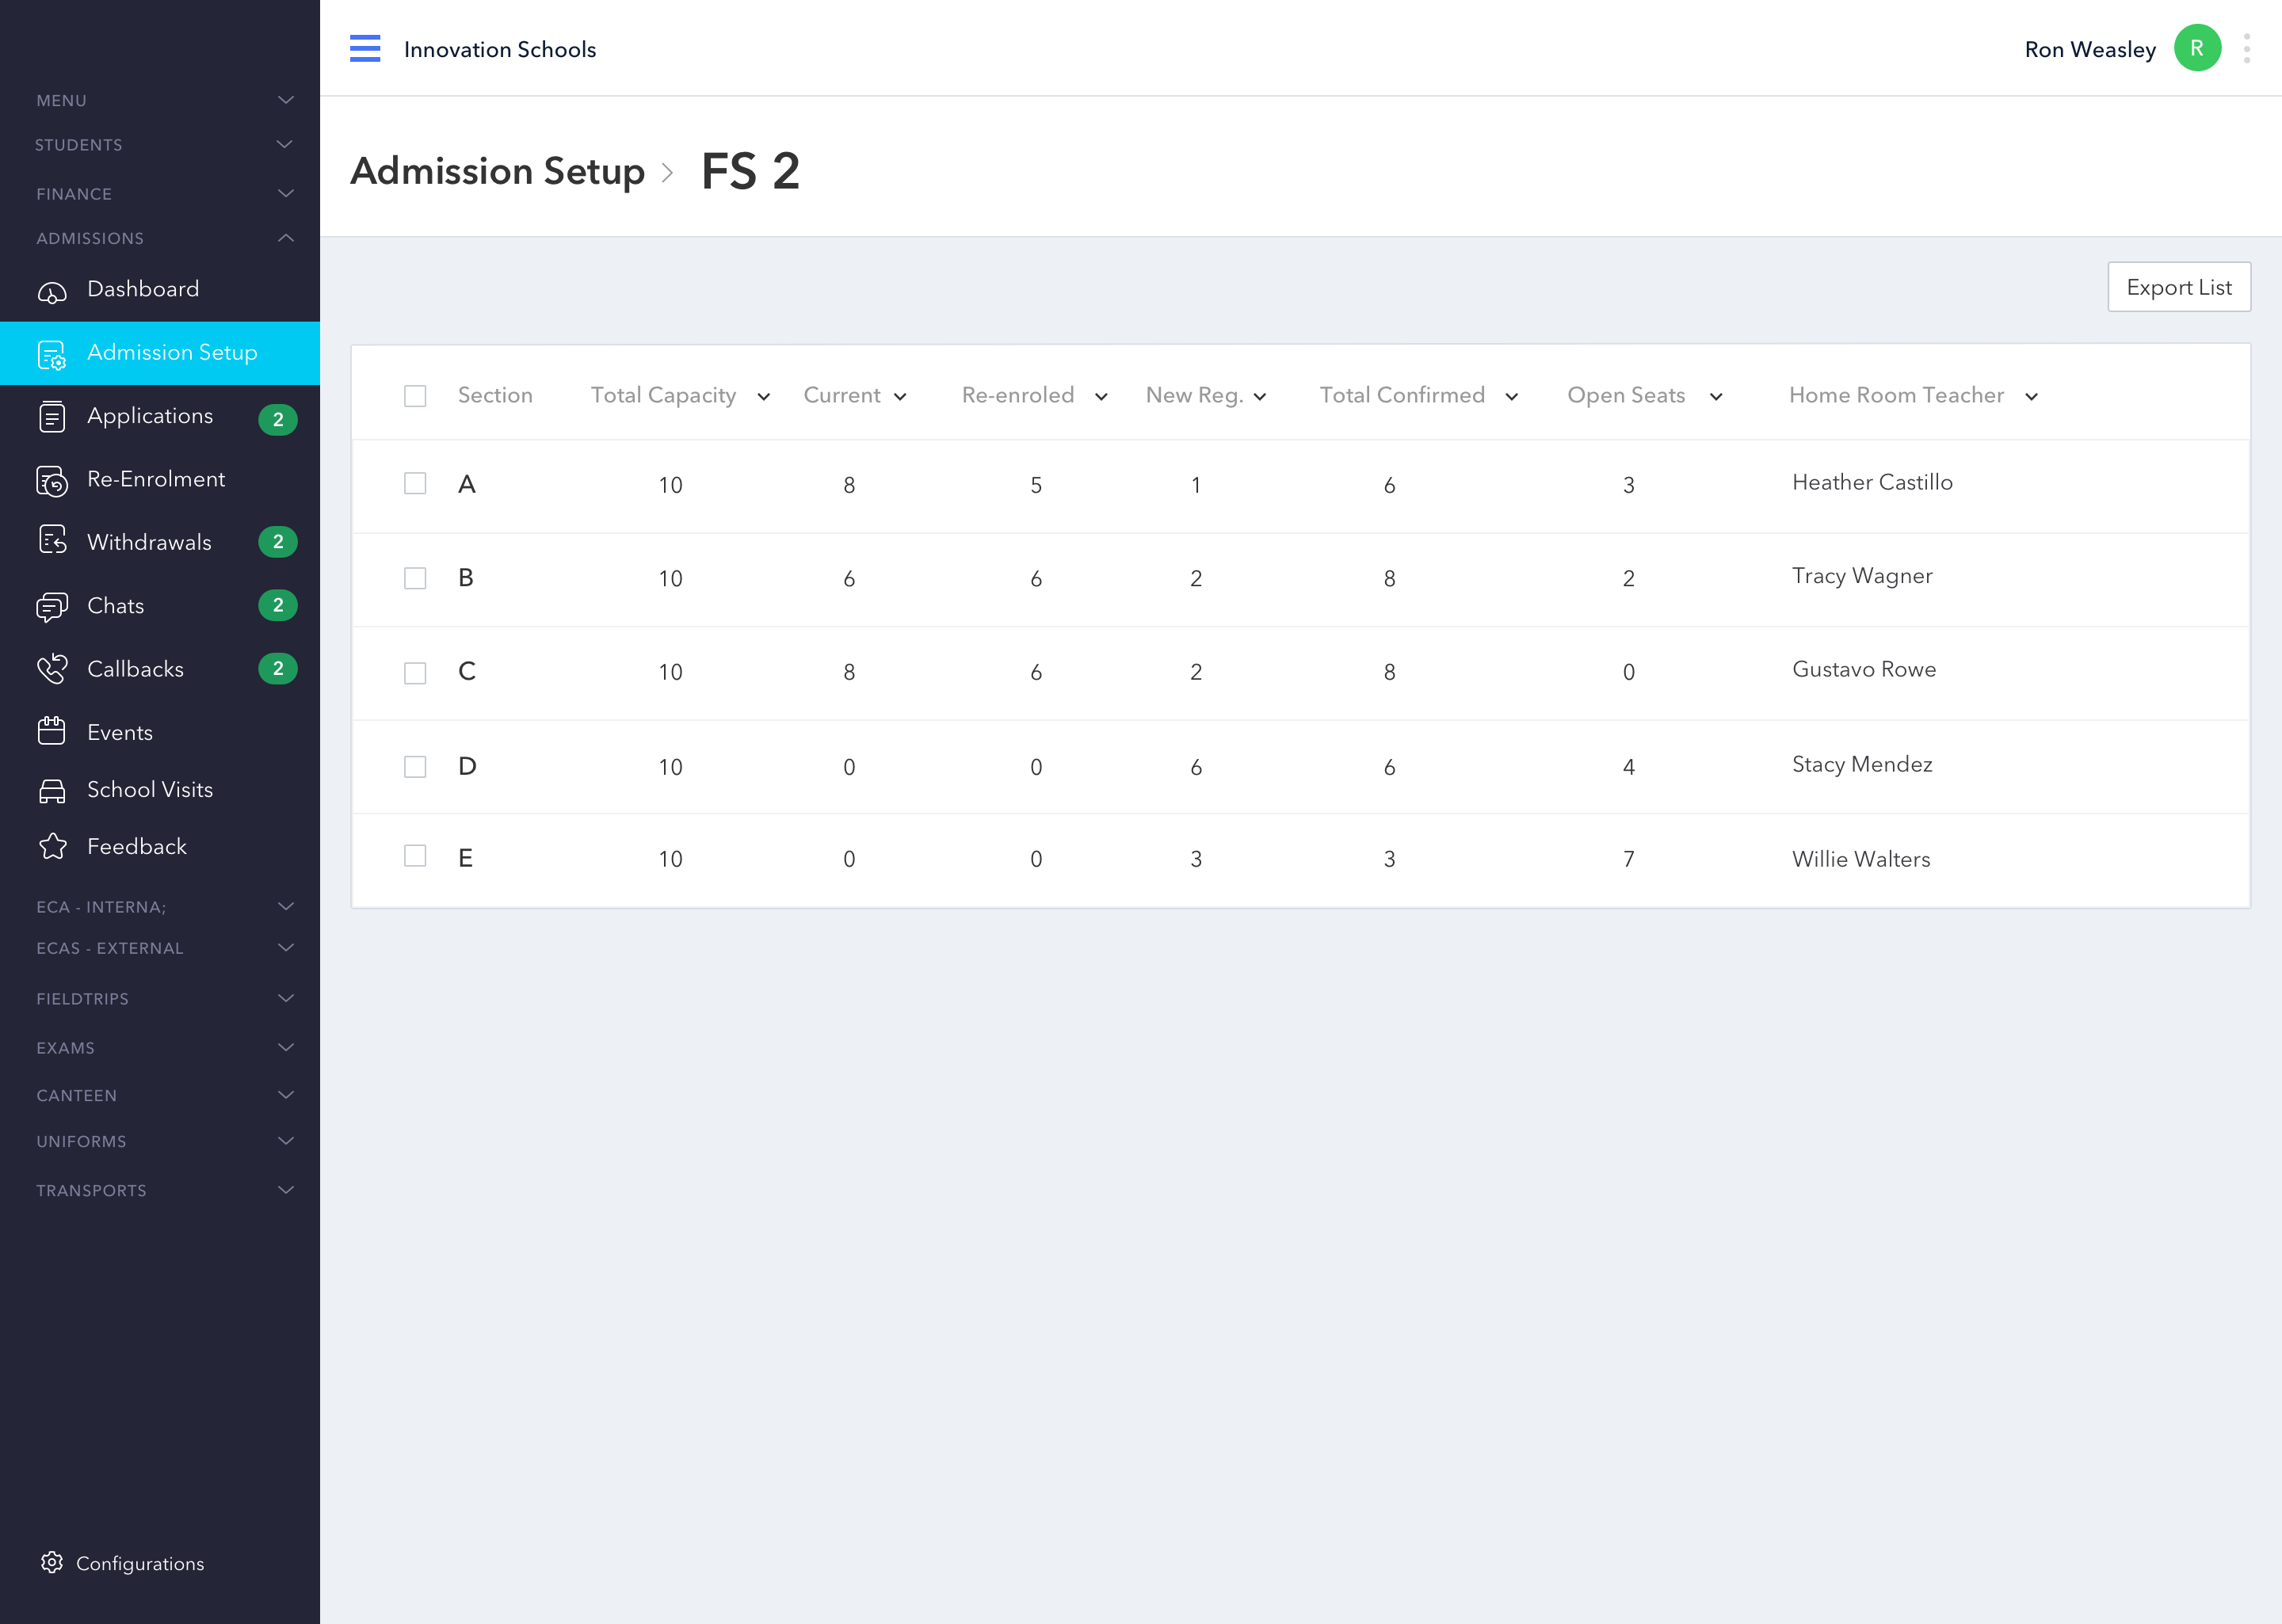 Innovation Schools
Ron Weasley R
MENU
STUDENTS
FINANCE
ADMISSIONS
Dashboard
Admission Setup
Applications 2
Re-Enrolment
Withdrawals 2
Chats 2
Callbacks 2
Events
School Visits
Feedback
ECA - INTERNA;
ECAS - EXTERNAL
FIELDTRIPS
EXAMS
CANTEEN
UNIFORMS
TRANSPORTS
Configurations
Admission Setup FS 2
Export List
Section Total Capacity Current Re-enroled New Reg. Total Confirmed Open Seats Home Room Teacher
A 10 8 5 1 6 3 Heather Castillo
B 10 6 6 2 8 2 Tracy Wagner
C 10 8 6 2 8 0 Gustavo Rowe
D 10 0 0 6 6 4 Stacy Mendez
E 10 0 0 3 3 7 Willie Walters